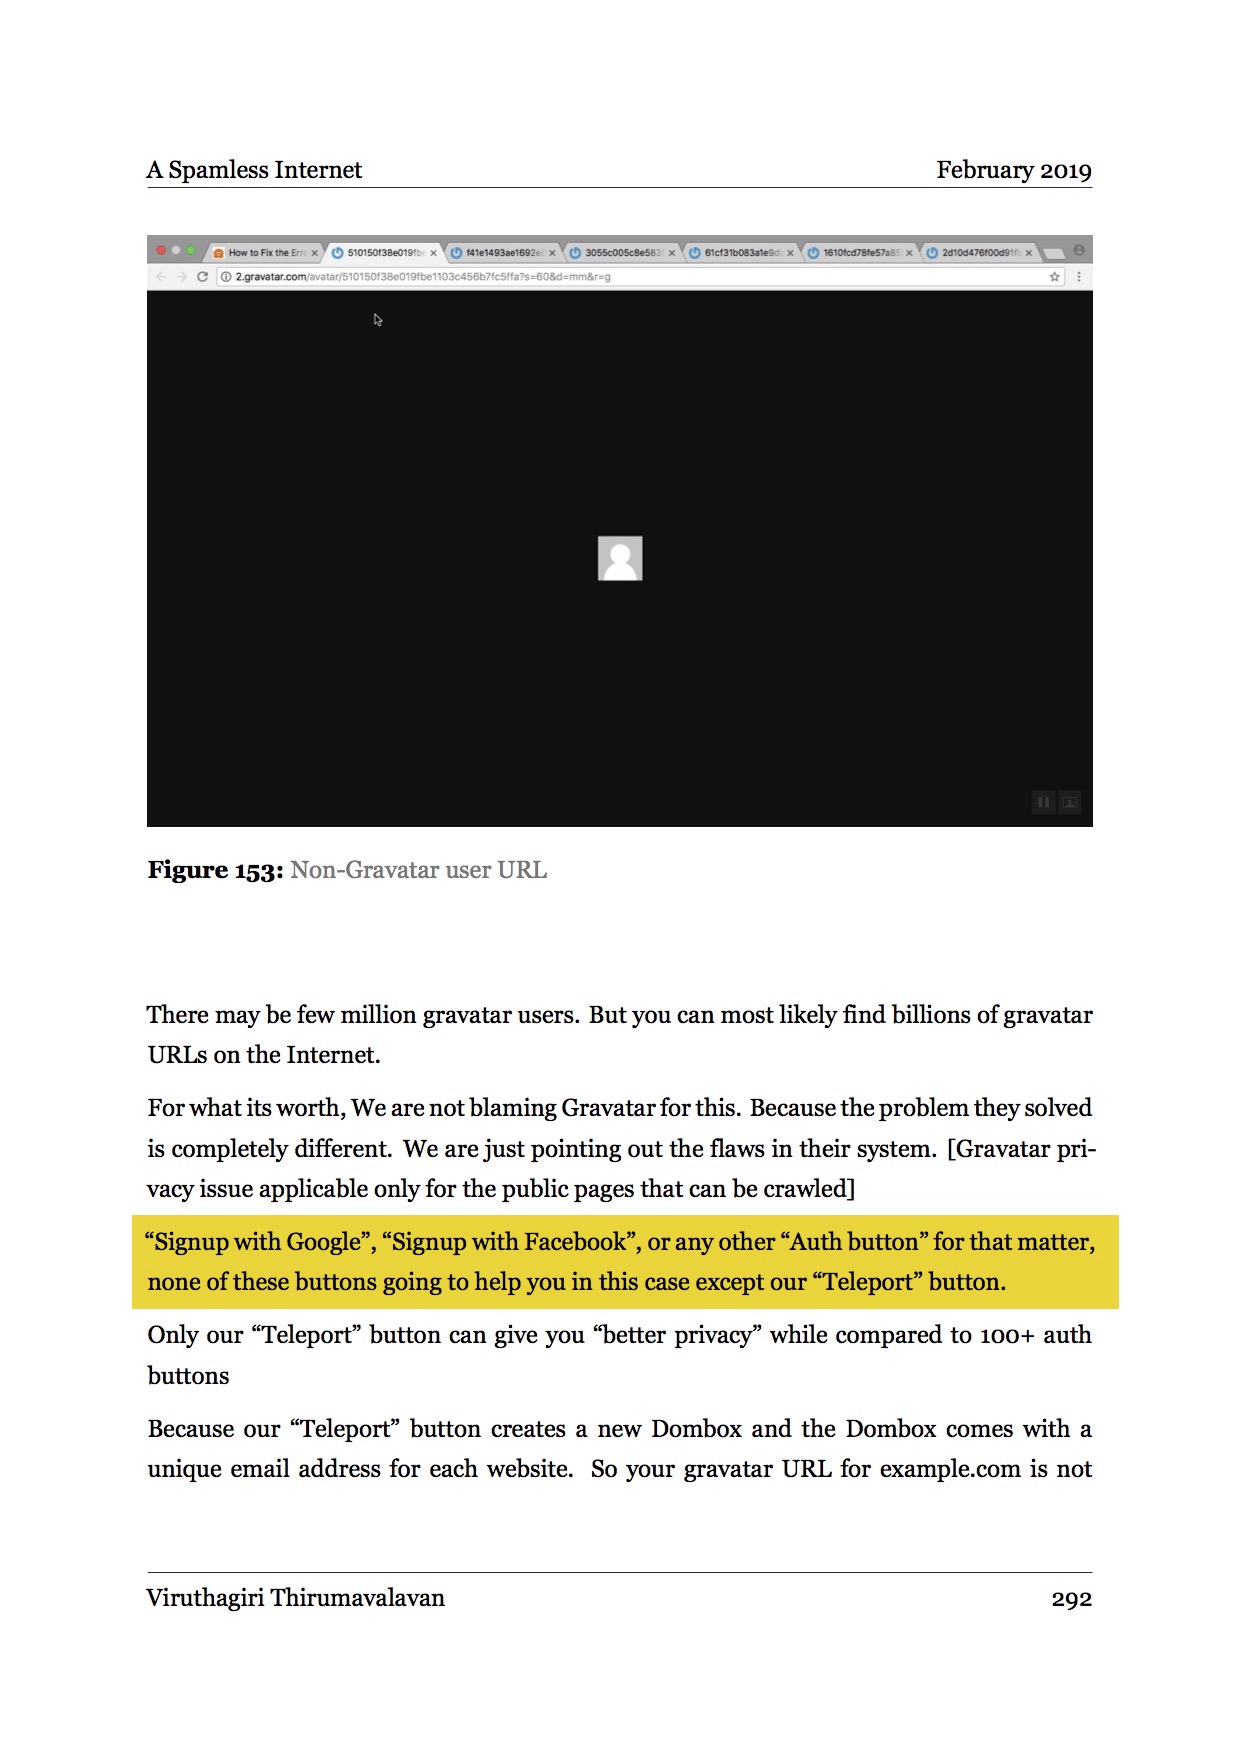 A Spamless Internet February 2019
How to Fix the Erro 510150f38e019fbe f41e1493ae1692e 3055c005c8e583 61cf31b083a1e9d 1610fcd78fe57a85 2d10d476f00d91f
2.gravatar.com/avatar/510150f38e019fbe1103c456b7fc5ffa?s=60&d=mm&r=g
Figure 153: Non-Gravatar user URL
There may be few million gravatar users. But you can most likely find billions of gravatar
URLs on the Internet.
For what its worth, We are not blaming Gravatar for this. Because the problem they solved
is completely different. We are just pointing out the flaws in their system. [Gravatar pri-
vacy issue applicable only for the public pages that can be crawled]
“Signup with Google”, “Signup with Facebook”, or any other “Auth button” for that matter,
none of these buttons going to help you in this case except our “Teleport” button.
Only our “Teleport” button can give you “better privacy” while compared to 100+ auth
buttons
Because our “Teleport” button creates a new Dombox and the Dombox comes with a
unique email address for each website. So your gravatar URL for example.com is not
Viruthagiri Thirumavalavan 292